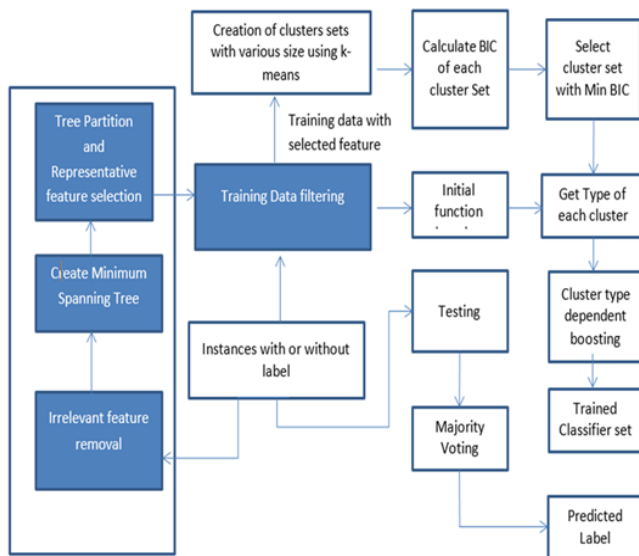 Creation of clusters sets
with various size using k-
means
Calculate BIC
of each
cluster Set
Select
cluster set
with Min BIC
Tree Partition
and
Representative
feature selection
Training data with
selected feature
Training Data filtering
Initial
function
Get Type of
each cluster
Create Minimum
Spanning Tree
Instances with or without
label
Testing
Cluster type
dependent
boosting
Irrelevant feature
removal
Majority
Voting
Trained
Classifier set
Predicted
Label